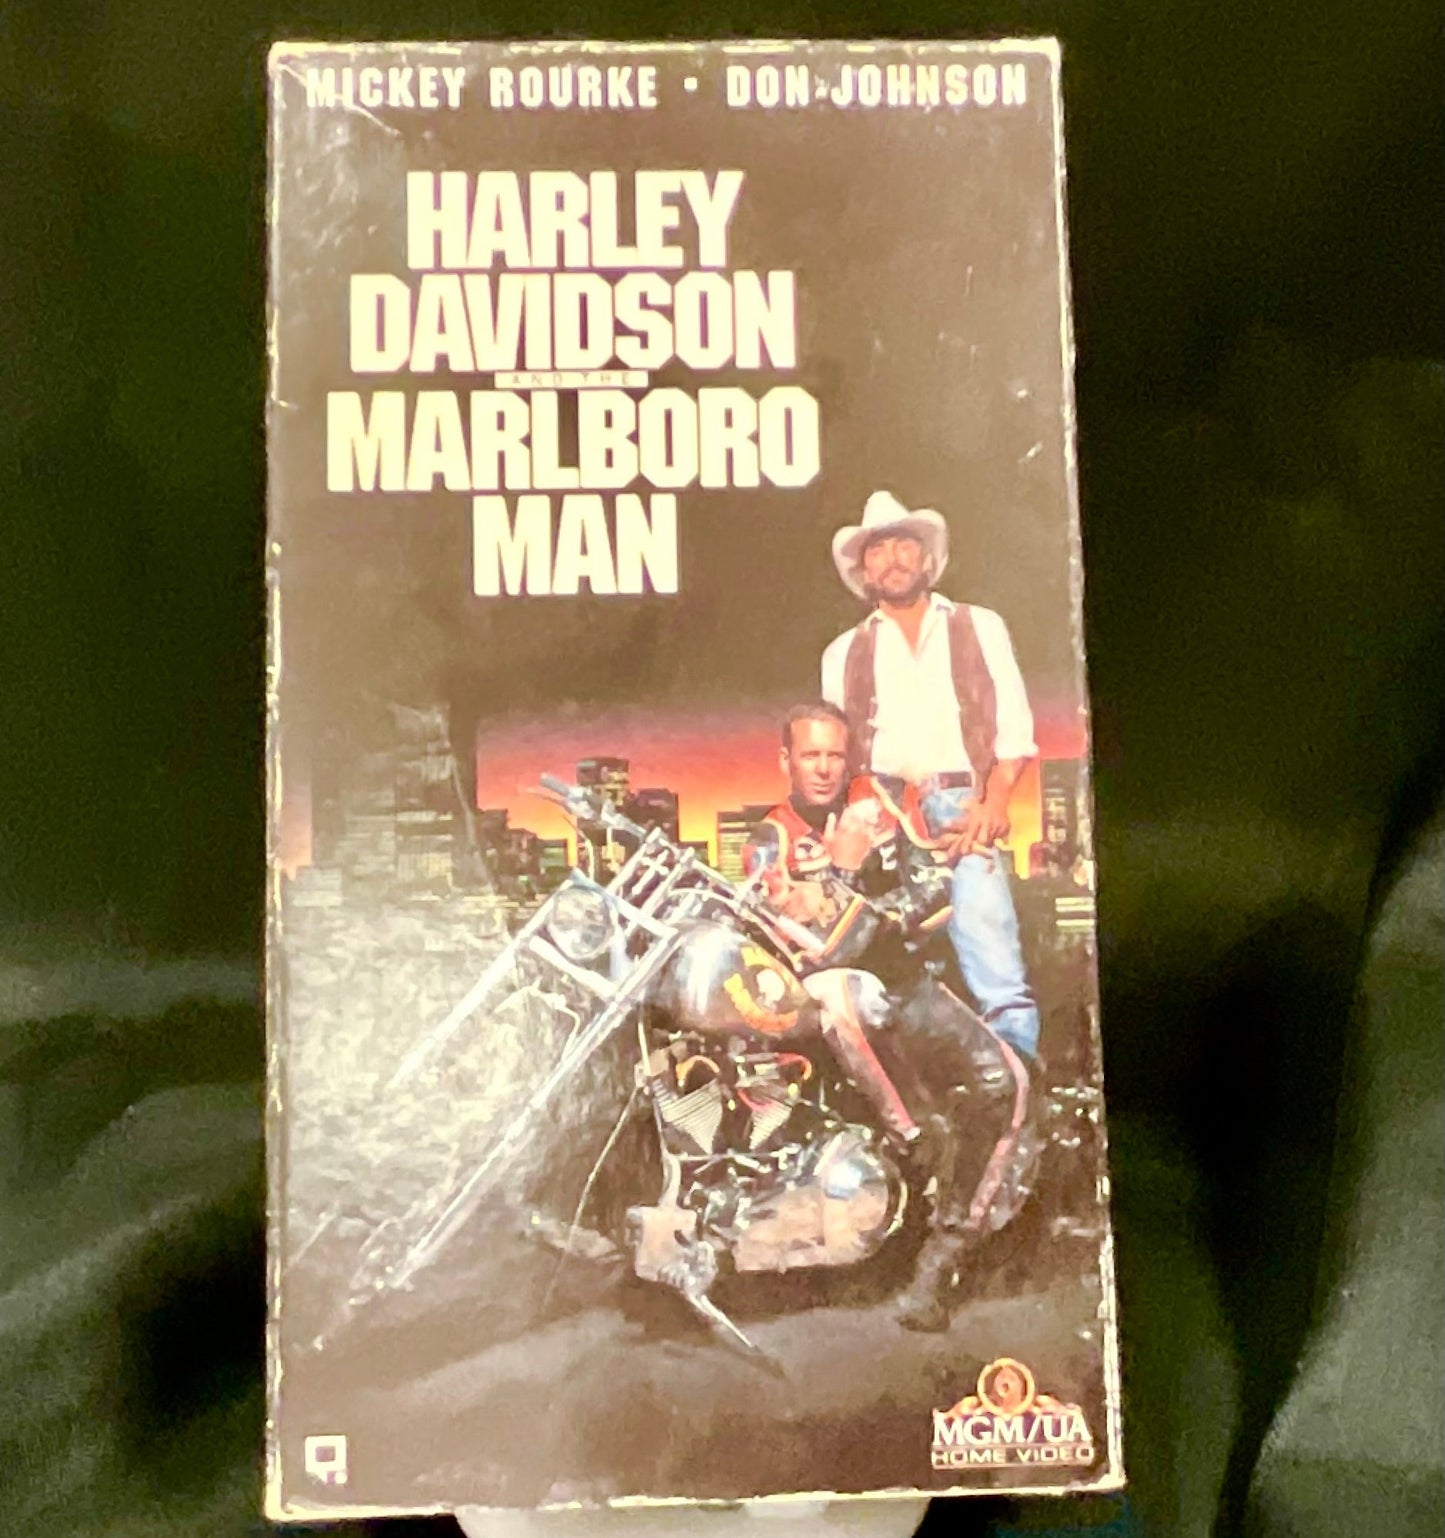 MICKEY ROURKE • DON JOHNSON
HARLEY
DAVIDSON
AND THE
MARLBORO
MAN
MGM/UA
HOME VIDEO